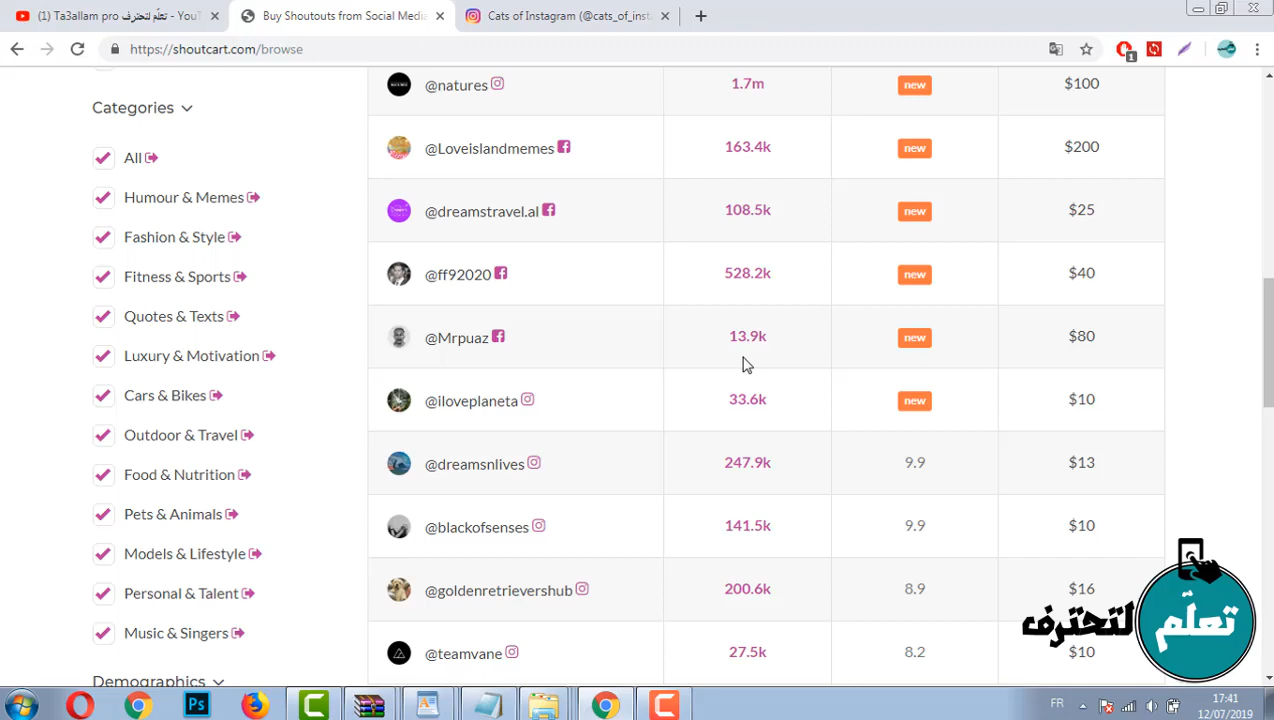 (1) Ta3allam pro تعلّم لتحترف - YouT
Buy Shoutouts from Social Media
Cats of Instagram (@cats_of_inst
https://shoutcart.com/browse
1
Categories
All
Humour & Memes
Fashion & Style
Fitness & Sports
Quotes & Texts
Luxury & Motivation
Cars & Bikes
Outdoor & Travel
Food & Nutrition
Pets & Animals
Models & Lifestyle
Personal & Talent
Music & Singers
Demographics
@natures 1.7m new $100
@Loveislandmemes 163.4k new $200
@dreamstravel.al 108.5k new $25
@ff92020 528.2k new $40
@Mrpuaz 13.9k new $80
@iloveplaneta 33.6k new $10
@dreamsnlives 247.9k 9.9 $13
@blackofsenses 141.5k 9.9 $10
@goldenretrievershub 200.6k 8.9 $16
@teamvane 27.5k 8.2 $10
تعلّم لتحترف
Ps
FR
17:41
12/07/2019